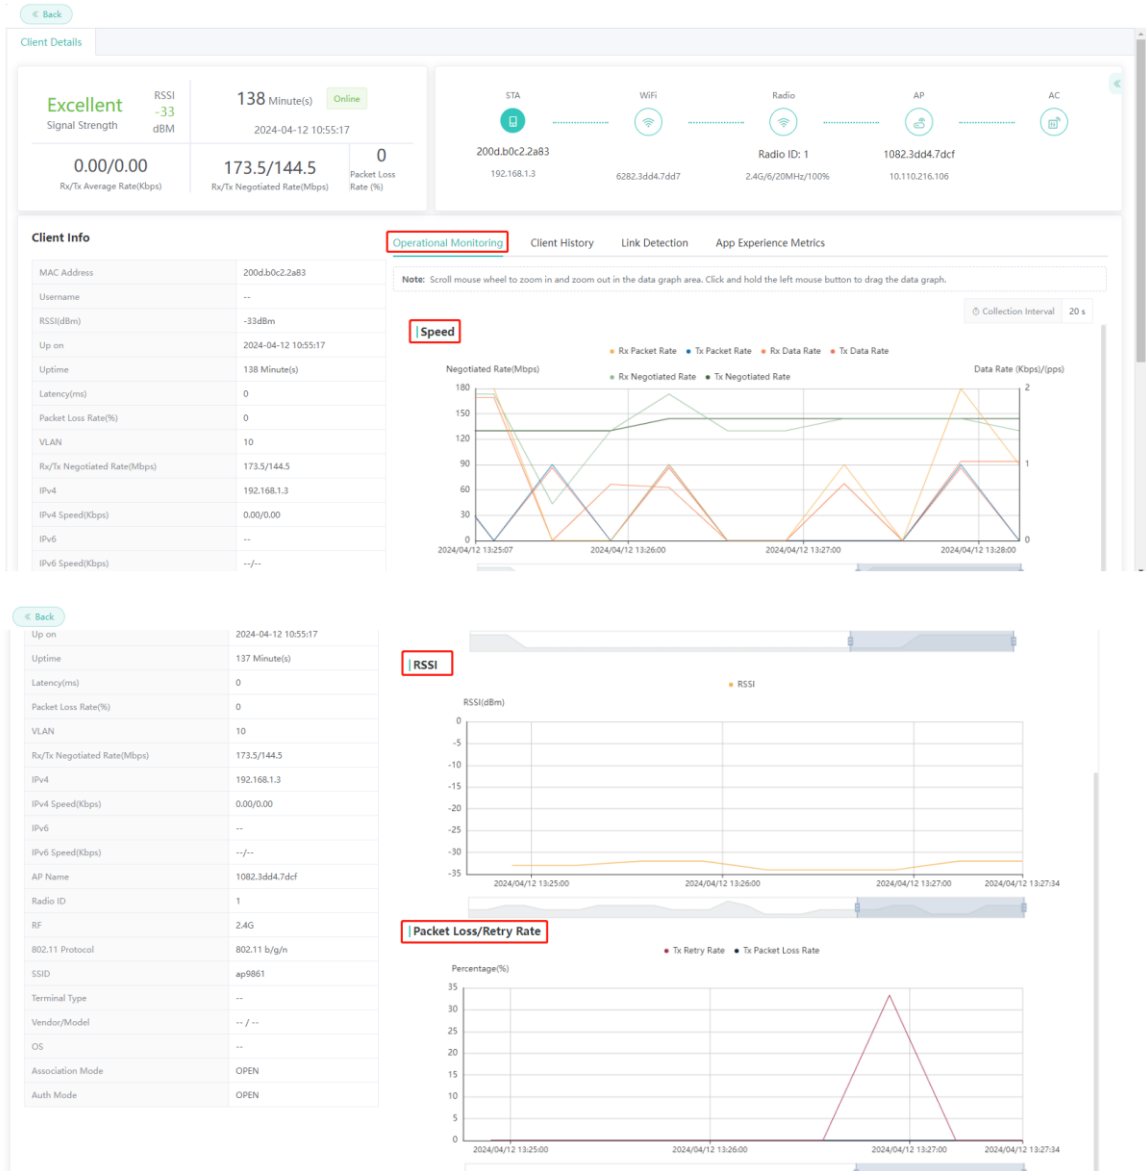 « Back
Client Details
Excellent
Signal Strength
RSSI
-33
dBM
138 Minute(s) Online
2024-04-12 10:55:17
0.00/0.00
Rx/Tx Average Rate(Kbps)
173.5/144.5
Rx/Tx Negotiated Rate(Mbps)
0
Packet Loss
Rate (%)
STA WiFi Radio AP AC
200d.b0c2.2a83 Radio ID: 1 1082.3dd4.7dcf
192.168.1.3 6282.3dd4.7dd7 2.4G/6/20MHz/100% 10.110.216.106
Client Info
MAC Address 200d.b0c2.2a83
Username --
RSSI(dBm) -33dBm
Up on 2024-04-12 10:55:17
Uptime 138 Minute(s)
Latency(ms) 0
Packet Loss Rate(%) 0
VLAN 10
Rx/Tx Negotiated Rate(Mbps) 173.5/144.5
IPv4 192.168.1.3
IPv4 Speed(Kbps) 0.00/0.00
IPv6 --
IPv6 Speed(Kbps) --/--
Operational Monitoring Client History Link Detection App Experience Metrics
Note: Scroll mouse wheel to zoom in and zoom out in the data graph area. Click and hold the left mouse button to drag the data graph.
Collection Interval 20 s
Speed
Rx Packet Rate Tx Packet Rate Rx Data Rate Tx Data Rate
Rx Negotiated Rate Tx Negotiated Rate
Negotiated Rate(Mbps) Data Rate (Kbps)/(pps)
180 2
150
120
90 1
60
30
0 0
2024/04/12 13:25:07 2024/04/12 13:26:00 2024/04/12 13:27:00 2024/04/12 13:28:00
« Back
Up on 2024-04-12 10:55:17
Uptime 137 Minute(s)
Latency(ms) 0
Packet Loss Rate(%) 0
VLAN 10
Rx/Tx Negotiated Rate(Mbps) 173.5/144.5
IPv4 192.168.1.3
IPv4 Speed(Kbps) 0.00/0.00
IPv6 --
IPv6 Speed(Kbps) --/--
AP Name 1082.3dd4.7dcf
Radio ID 1
RF 2.4G
802.11 Protocol 802.11 b/g/n
SSID ap9861
Terminal Type --
Vendor/Model -- / --
OS --
Association Mode OPEN
Auth Mode OPEN
RSSI
RSSI
RSSI(dBm)
0
-5
-10
-15
-20
-25
-30
-35
2024/04/12 13:25:00 2024/04/12 13:26:00 2024/04/12 13:27:00 2024/04/12 13:27:34
Packet Loss/Retry Rate
Tx Retry Rate Tx Packet Loss Rate
Percentage(%)
35
30
25
20
15
10
5
0
2024/04/12 13:25:00 2024/04/12 13:26:00 2024/04/12 13:27:00 2024/04/12 13:27:34